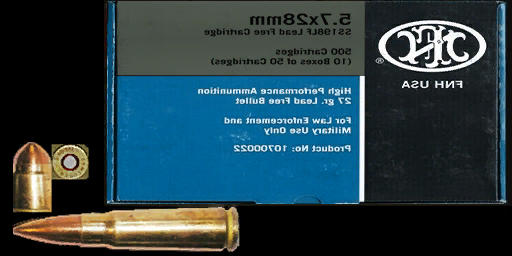 5.7x28mm
SS198LF Lead Free Cartridge
500 Cartridges
(10 Boxes of 50 Cartridges)
High Performance Ammunition
27 gr. Lead Free Bullet
For Law Enforcement and
Military Use Only
Product No: 10700022
FN®
FNH USA